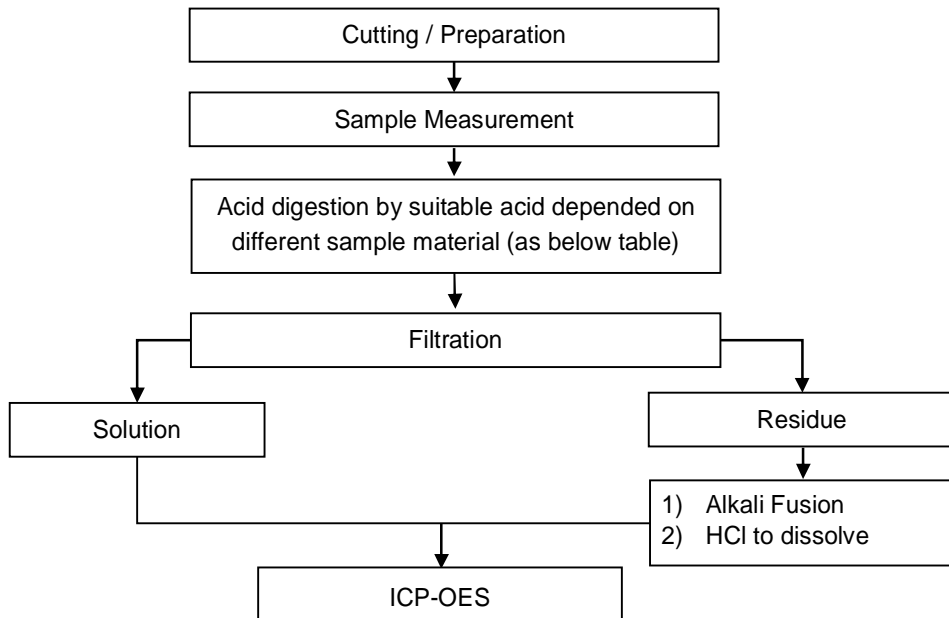 Cutting / Preparation
Sample Measurement
Acid digestion by suitable acid depended on
different sample material (as below table)
Filtration
Solution
Residue
1) Alkali Fusion
2) HCl to dissolve
ICP-OES